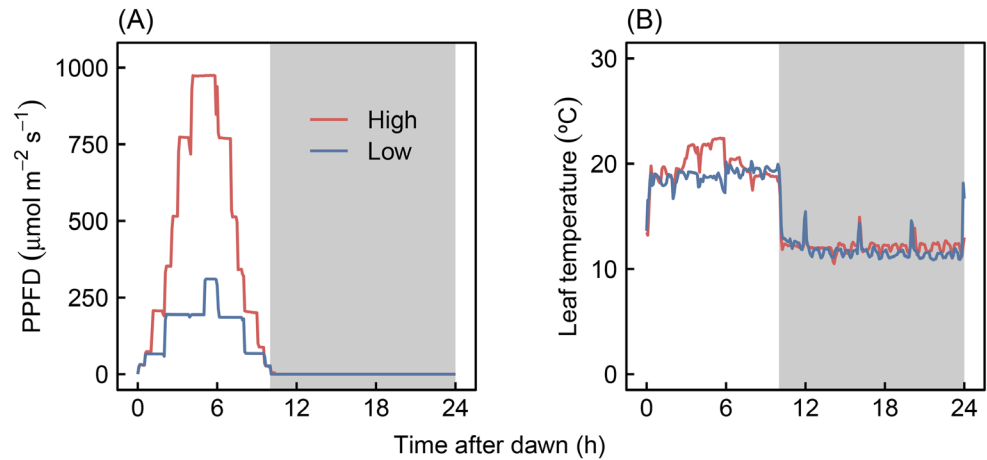 (A)
PPFD (μmol m⁻² s⁻¹)
1000
750
500
250
0
High
Low
0 6 12 18 24
(B)
Leaf temperature (ºC)
30
20
10
0
0 6 12 18 24
Time after dawn (h)